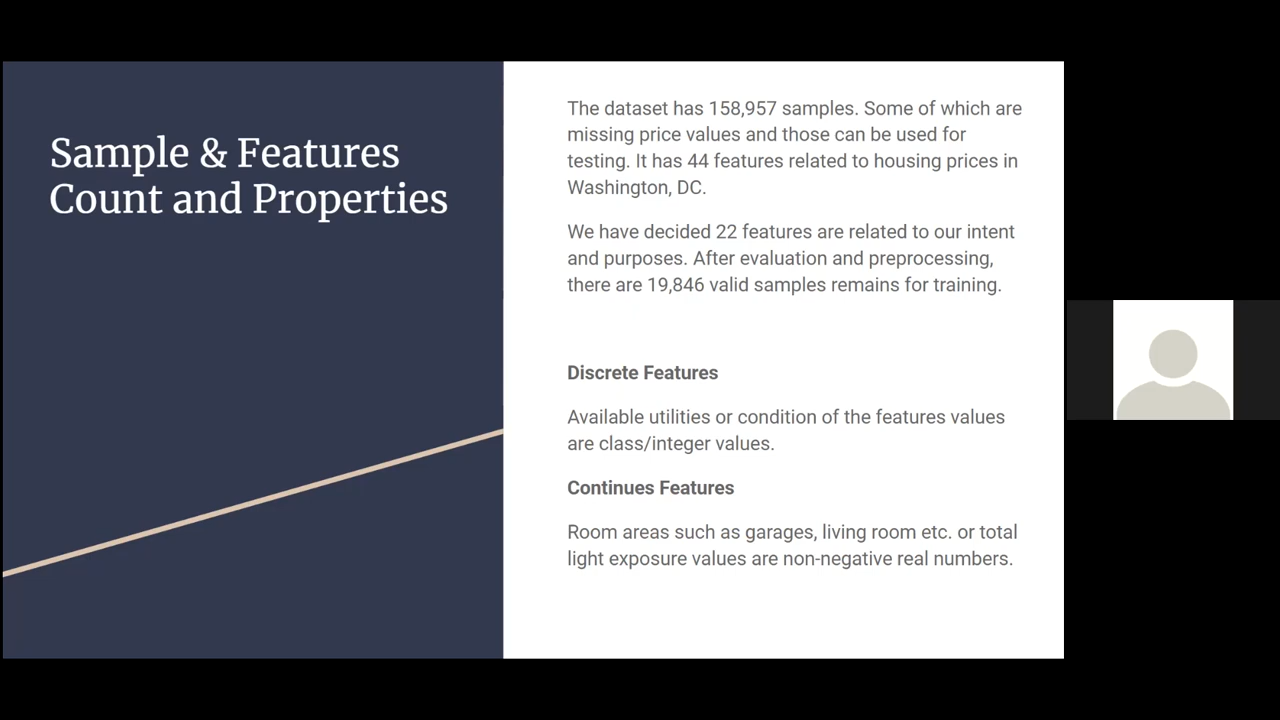 Sample & Features
Count and Properties
The dataset has 158,957 samples. Some of which are
missing price values and those can be used for
testing. It has 44 features related to housing prices in
Washington, DC.
We have decided 22 features are related to our intent
and purposes. After evaluation and preprocessing,
there are 19,846 valid samples remains for training.
Discrete Features
Available utilities or condition of the features values
are class/integer values.
Continues Features
Room areas such as garages, living room etc. or total
light exposure values are non-negative real numbers.